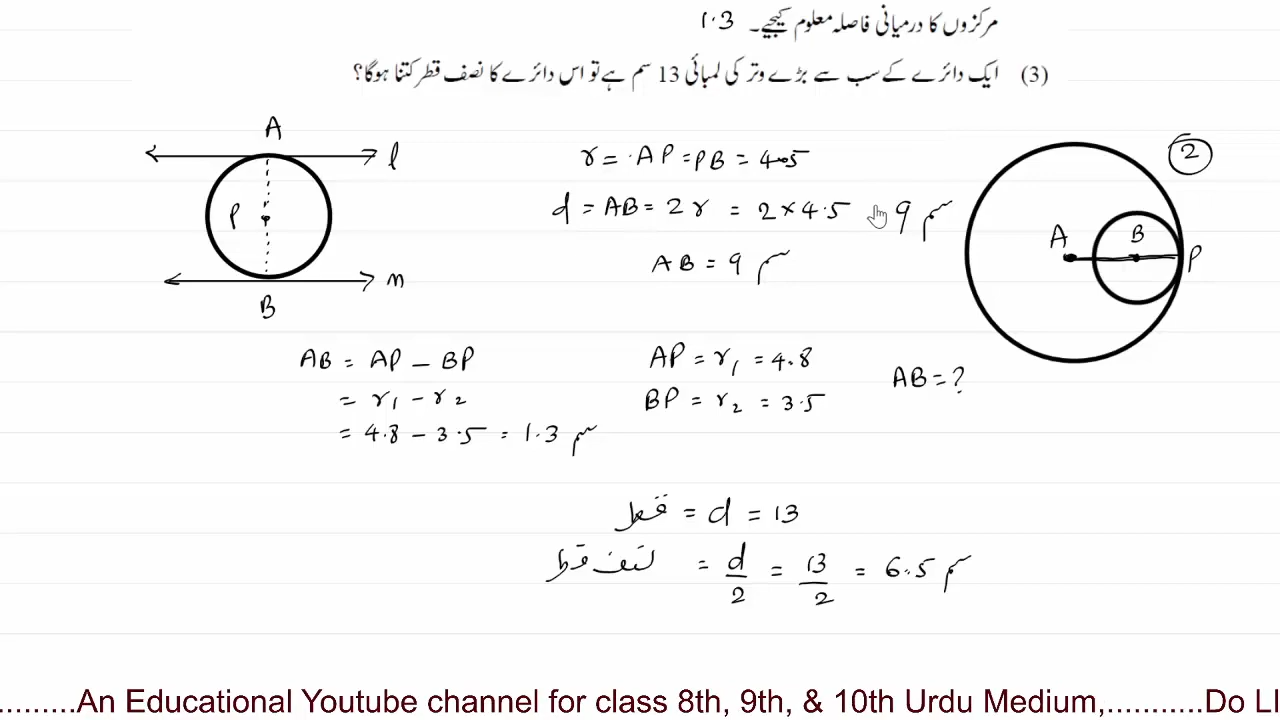 مرکزوں کا درمیانی فاصلہ معلوم کیجیے۔ 1.3
(3) ایک دائرے کے سب سے بڑے وتر کی لمبائی 13 سم ہے تو اس دائرے کا نصف قطر کتنا ہوگا؟
A
l
P
m
B
r = AP = PB = 4.5
d = AB = 2r = 2 × 4.5 9 سم
AB = 9 سم
2
A B P
AB = ?
AB = AP – BP
= r₁ – r₂
= 4.8 – 3.5 = 1.3 سم
AP = r₁ = 4.8
BP = r₂ = 3.5
قطر = d = 13
نصف قطر = d/2 = 13/2 = 6.5 سم
..........An Educational Youtube channel for class 8th, 9th, & 10th Urdu Medium,...........Do LI